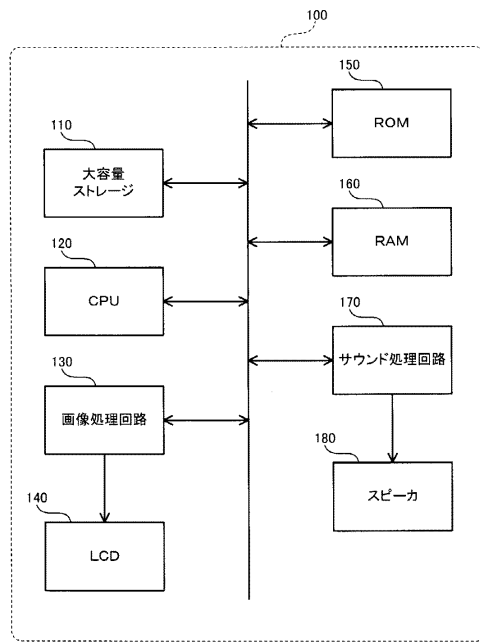 100
110
大容量
ストレージ
120
CPU
130
画像処理回路
140
LCD
150
ROM
160
RAM
170
サウンド処理回路
180
スピーカ